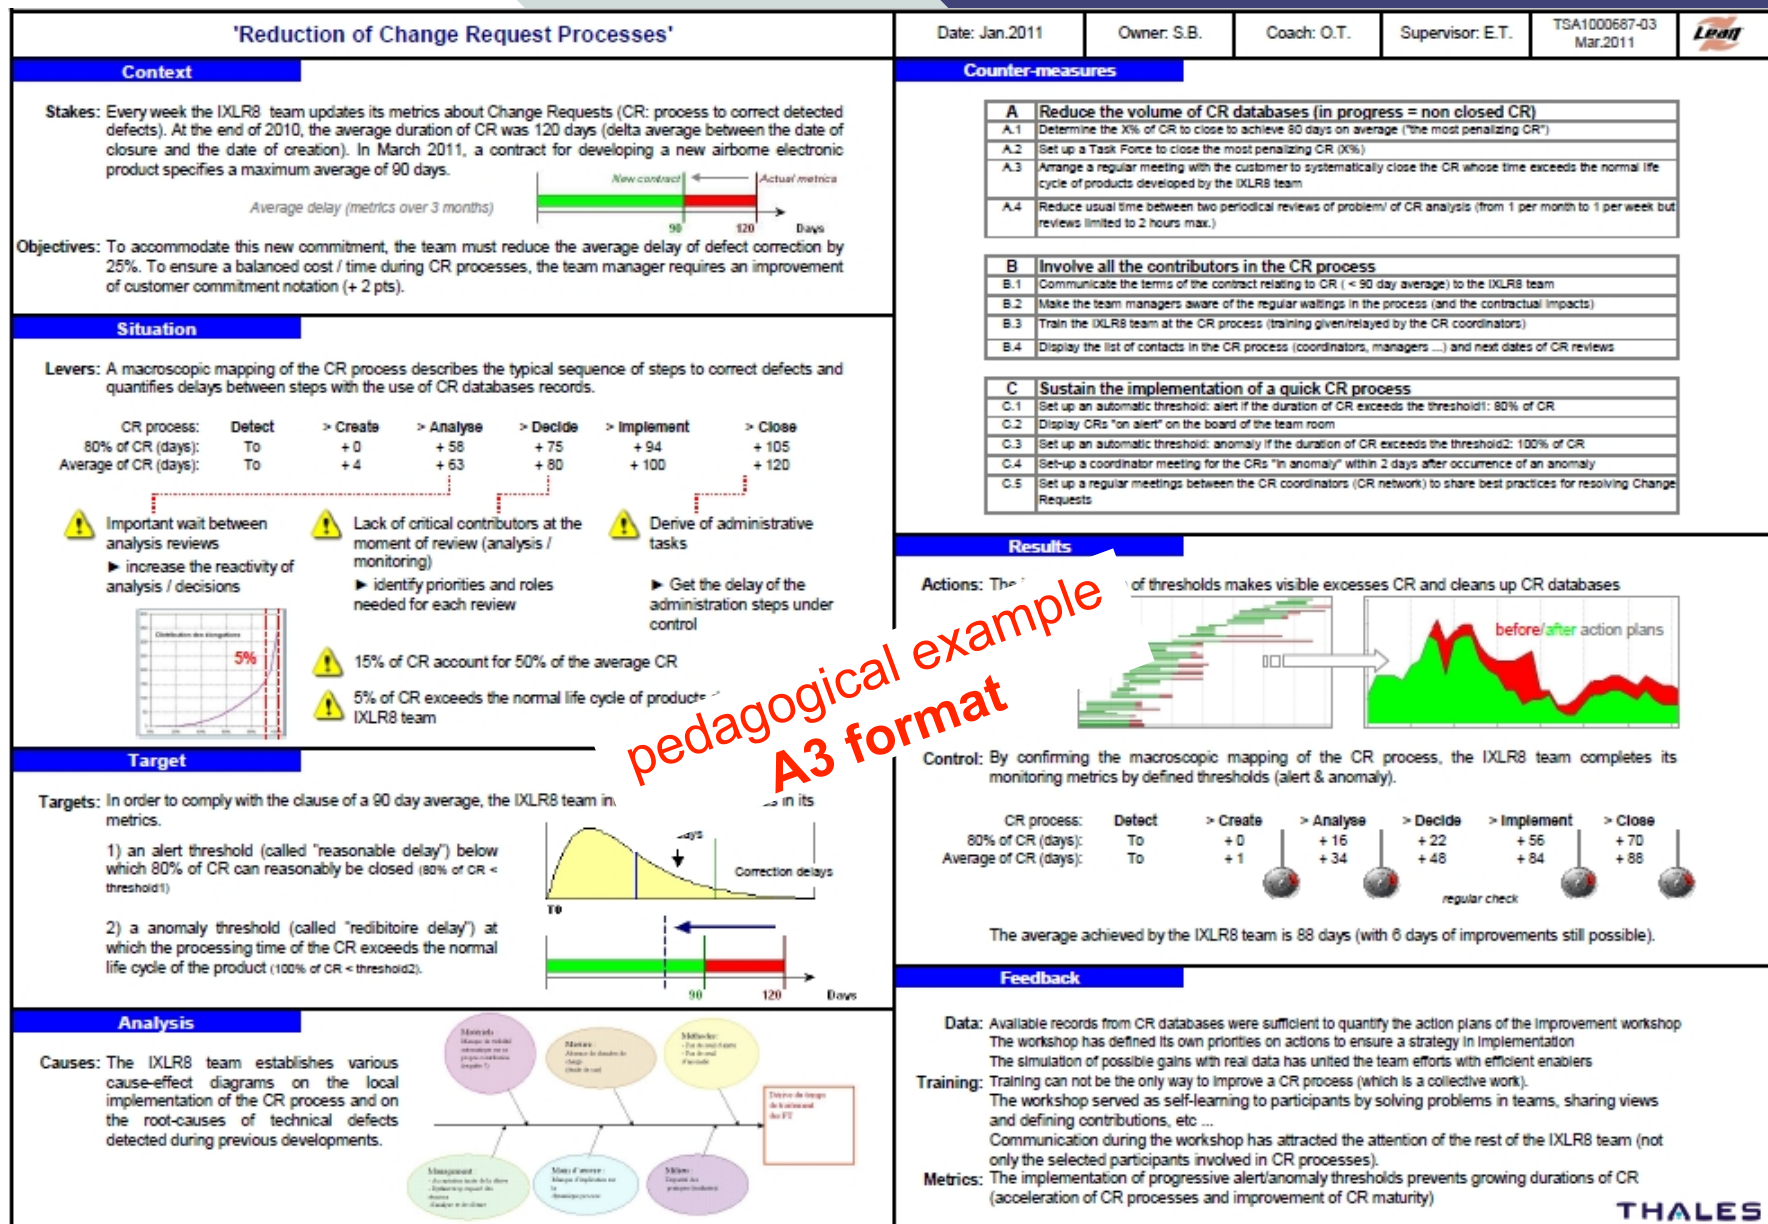 'Reduction of Change Request Processes'
Date: Jan.2011
Owner: S.B.
Coach: O.T.
Supervisor: E.T.
TSA1000687-03
Mar.2011
Lean
Context
Stakes: Every week the IXLR8 team updates its metrics about Change Requests (CR: process to correct detected
defects). At the end of 2010, the average duration of CR was 120 days (delta average between the date of
closure and the date of creation). In March 2011, a contract for developing a new airborne electronic
product specifies a maximum average of 90 days.
New contract
Actual metrics
Average delay (metrics over 3 months)
90 120 Days
Objectives: To accommodate this new commitment, the team must reduce the average delay of defect correction by
25%. To ensure a balanced cost / time during CR processes, the team manager requires an improvement
of customer commitment notation (+ 2 pts).
Situation
Levers: A macroscopic mapping of the CR process describes the typical sequence of steps to correct defects and
quantifies delays between steps with the use of CR databases records.
CR process: Detect > Create > Analyse > Decide > Implement > Close
80% of CR (days): To + 0 + 58 + 75 + 94 + 105
Average of CR (days): To + 4 + 63 + 80 + 100 + 120
Important wait between
analysis reviews
► increase the reactivity of
analysis / decisions
Lack of critical contributors at the
moment of review (analysis /
monitoring)
► identify priorities and roles
needed for each review
Derive of administrative
tasks
► Get the delay of the
administration steps under
control
Distribution des élongations
5%
15% of CR account for 50% of the average CR
5% of CR exceeds the normal life cycle of products
IXLR8 team
Target
Targets: In order to comply with the clause of a 90 day average, the IXLR8 team in its
metrics.
1) an alert threshold (called "reasonable delay") below
which 80% of CR can reasonably be closed (80% of CR <
threshold1)
2) a anomaly threshold (called "redibitoire delay") at
which the processing time of the CR exceeds the normal
life cycle of the product (100% of CR < threshold2).
Correction delays
T0
90 120 Days
Analysis
Causes: The IXLR8 team establishes various
cause-effect diagrams on the local
implementation of the CR process and on
the root-causes of technical defects
detected during previous developments.
Méthodes:
Management
Milieu
pedagogical example
A3 format
Counter-measures
A Reduce the volume of CR databases (in progress = non closed CR)
A.1 Determine the X% of CR to close to achieve 80 days on average ("the most penalizing CR")
A.2 Set up a Task Force to close the most penalizing CR (X%)
A.3 Arrange a regular meeting with the customer to systematically close the CR whose time exceeds the normal life
cycle of products developed by the IXLR8 team
A.4 Reduce usual time between two periodical reviews of problem/ of CR analysis (from 1 per month to 1 per week but
reviews limited to 2 hours max.)
B Involve all the contributors in the CR process
B.1 Communicate the terms of the contract relating to CR ( < 90 day average) to the IXLR8 team
B.2 Make the team managers aware of the regular waitings in the process (and the contractual impacts)
B.3 Train the IXLR8 team at the CR process (training given/relayed by the CR coordinators)
B.4 Display the list of contacts in the CR process (coordinators, managers ...) and next dates of CR reviews
C Sustain the implementation of a quick CR process
C.1 Set up an automatic threshold: alert if the duration of CR exceeds the threshold1: 80% of CR
C.2 Display CRs "on alert" on the board of the team room
C.3 Set up an automatic threshold: anomaly if the duration of CR exceeds the threshold2: 100% of CR
C.4 Set-up a coordinator meeting for the CRs "in anomaly" within 2 days after occurrence of an anomaly
C.5 Set up a regular meetings between the CR coordinators (CR network) to share best practices for resolving Change
Requests
Results
Actions: The of thresholds makes visible excesses CR and cleans up CR databases
before/after action plans
Control: By confirming the macroscopic mapping of the CR process, the IXLR8 team completes its
monitoring metrics by defined thresholds (alert & anomaly).
CR process: Detect > Create > Analyse > Decide > Implement > Close
80% of CR (days): To + 0 + 16 + 22 + 56 + 70
Average of CR (days): To + 1 + 34 + 48 + 84 + 88
regular check
The average achieved by the IXLR8 team is 88 days (with 6 days of improvements still possible).
Feedback
Data: Available records from CR databases were sufficient to quantify the action plans of the improvement workshop
The workshop has defined its own priorities on actions to ensure a strategy in implementation
The simulation of possible gains with real data has united the team efforts with efficient enablers
Training: Training can not be the only way to improve a CR process (which is a collective work).
The workshop served as self-learning to participants by solving problems in teams, sharing views
and defining contributions, etc ...
Communication during the workshop has attracted the attention of the rest of the IXLR8 team (not
only the selected participants involved in CR processes).
Metrics: The implementation of progressive alert/anomaly thresholds prevents growing durations of CR
(acceleration of CR processes and improvement of CR maturity)
THALES